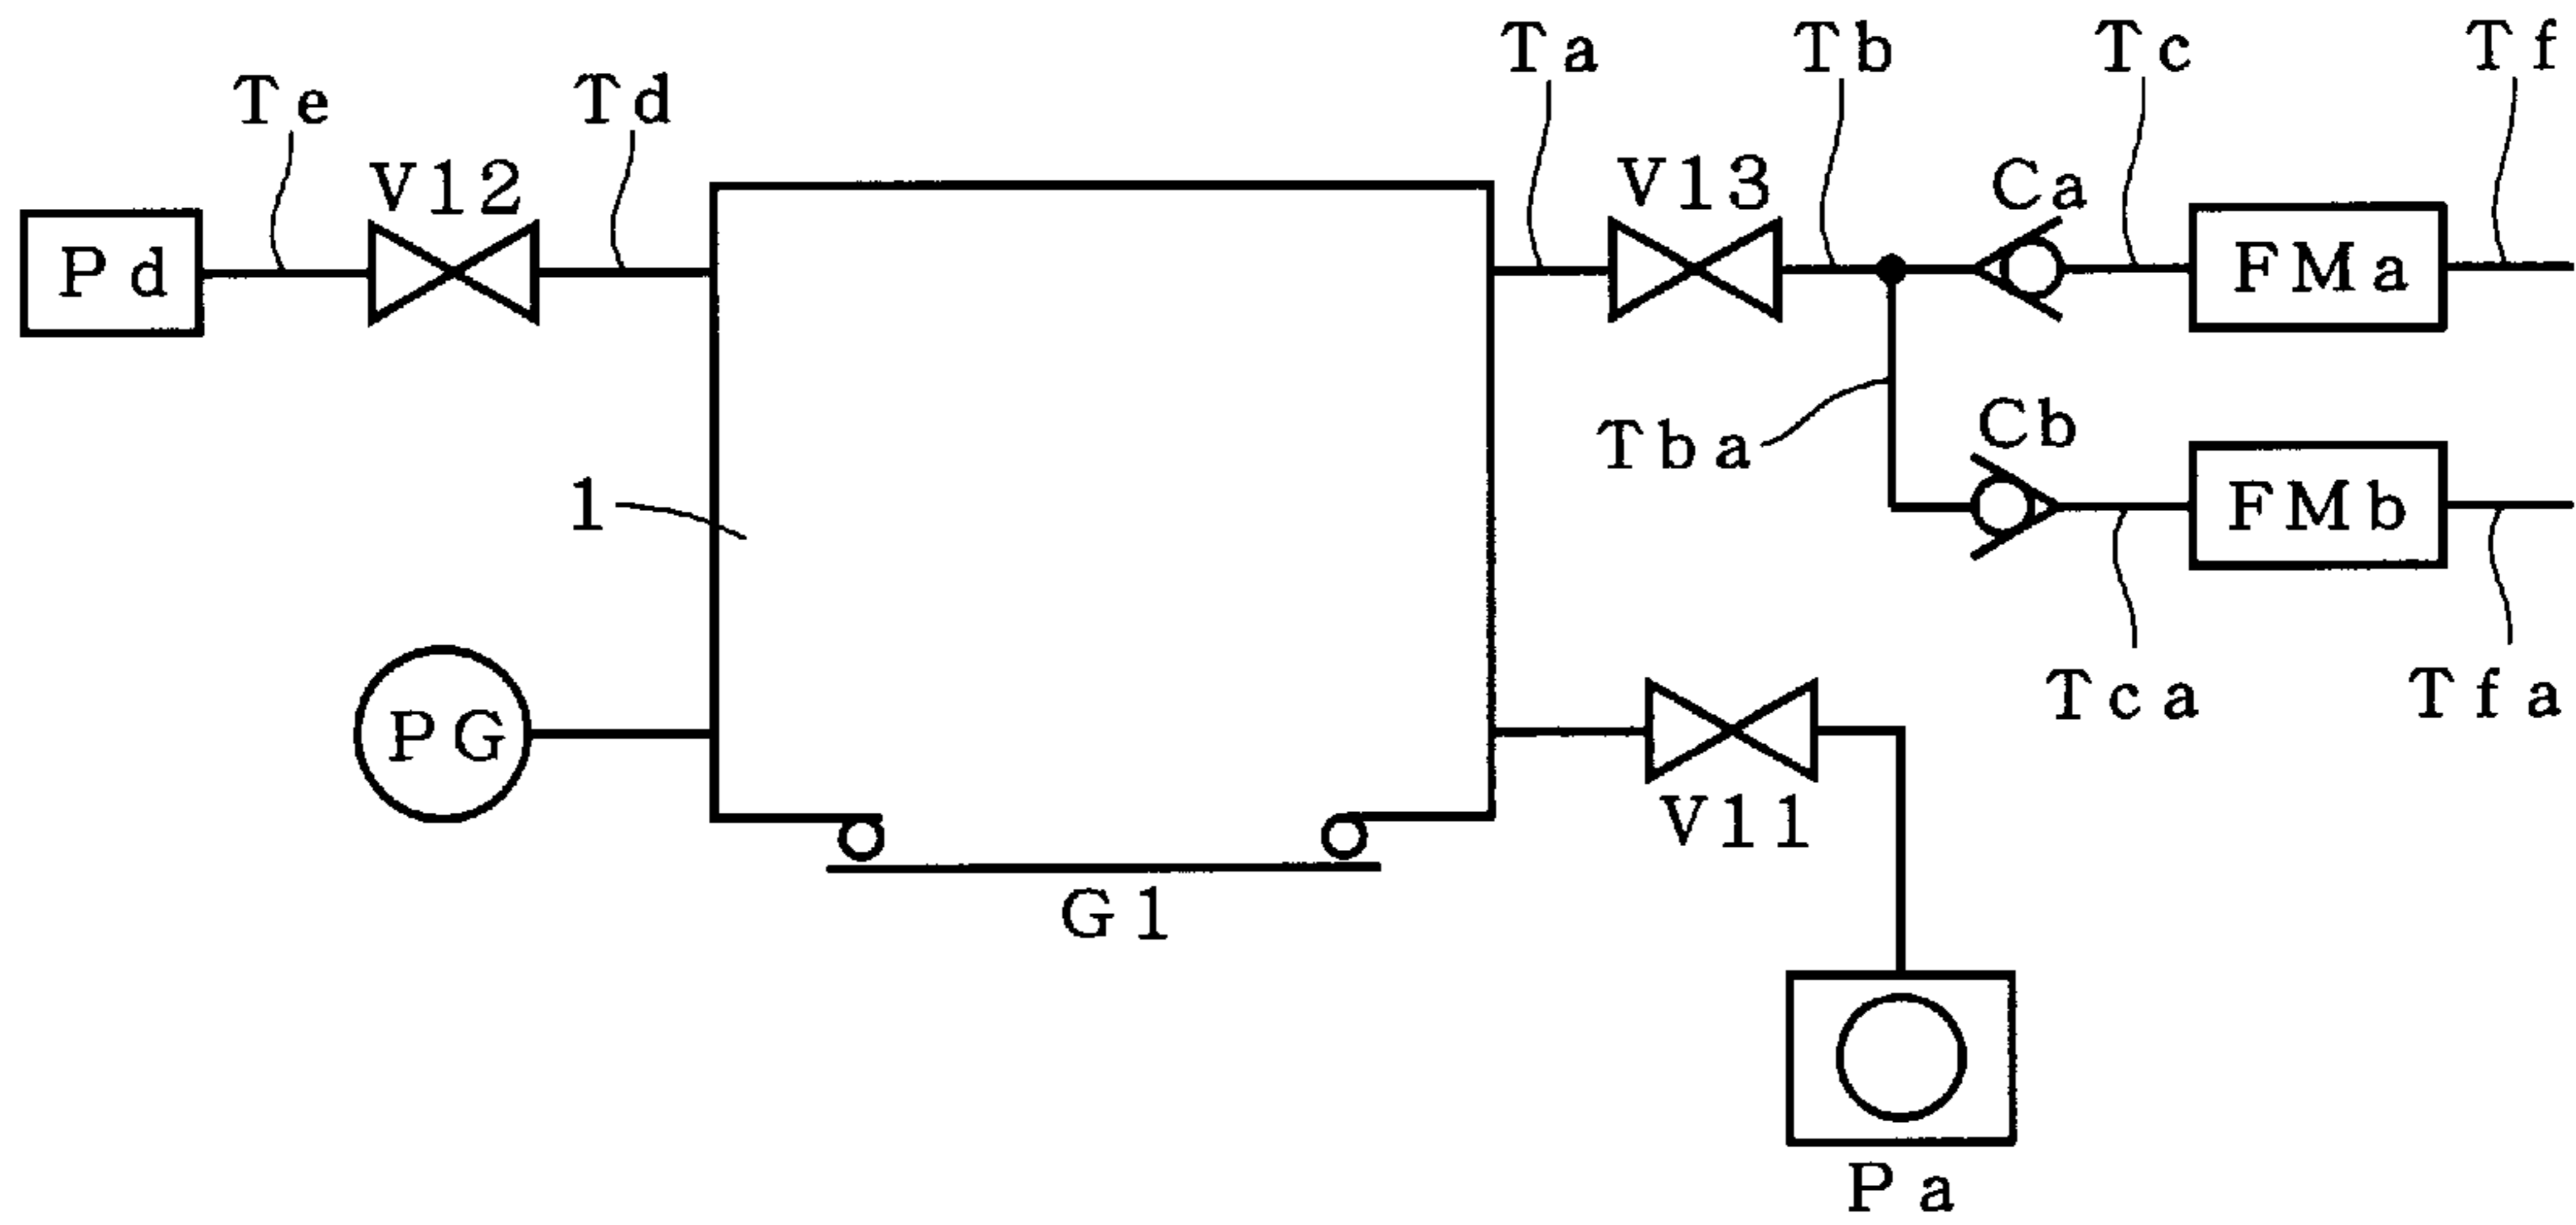 Ta Tb Tc Tf
Te Td
V12 V13 Ca
Pd FMa
Tba Cb
1 FMb
Tca Tfa
PG
V11
G1
Pa